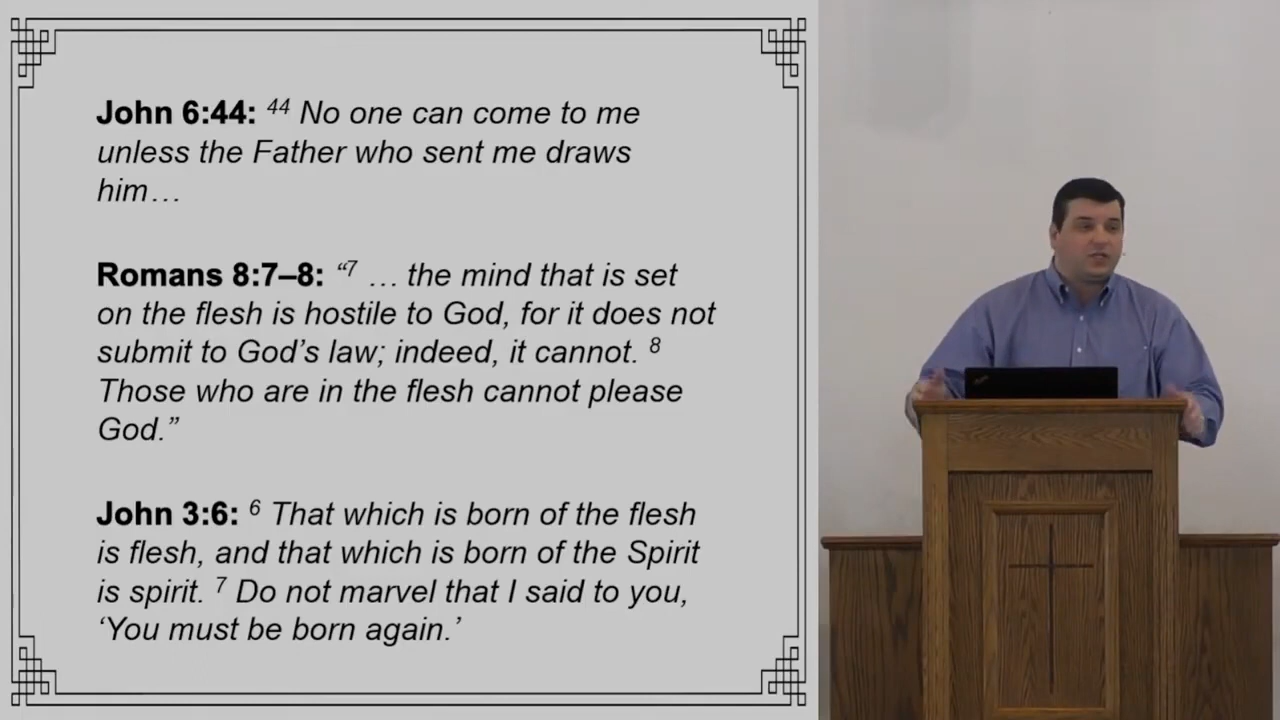 John 6:44: 44 No one can come to me
unless the Father who sent me draws
him…
Romans 8:7–8: “7 … the mind that is set
on the flesh is hostile to God, for it does not
submit to God’s law; indeed, it cannot. 8
Those who are in the flesh cannot please
God.”
John 3:6: 6 That which is born of the flesh
is flesh, and that which is born of the Spirit
is spirit. 7 Do not marvel that I said to you,
‘You must be born again.’